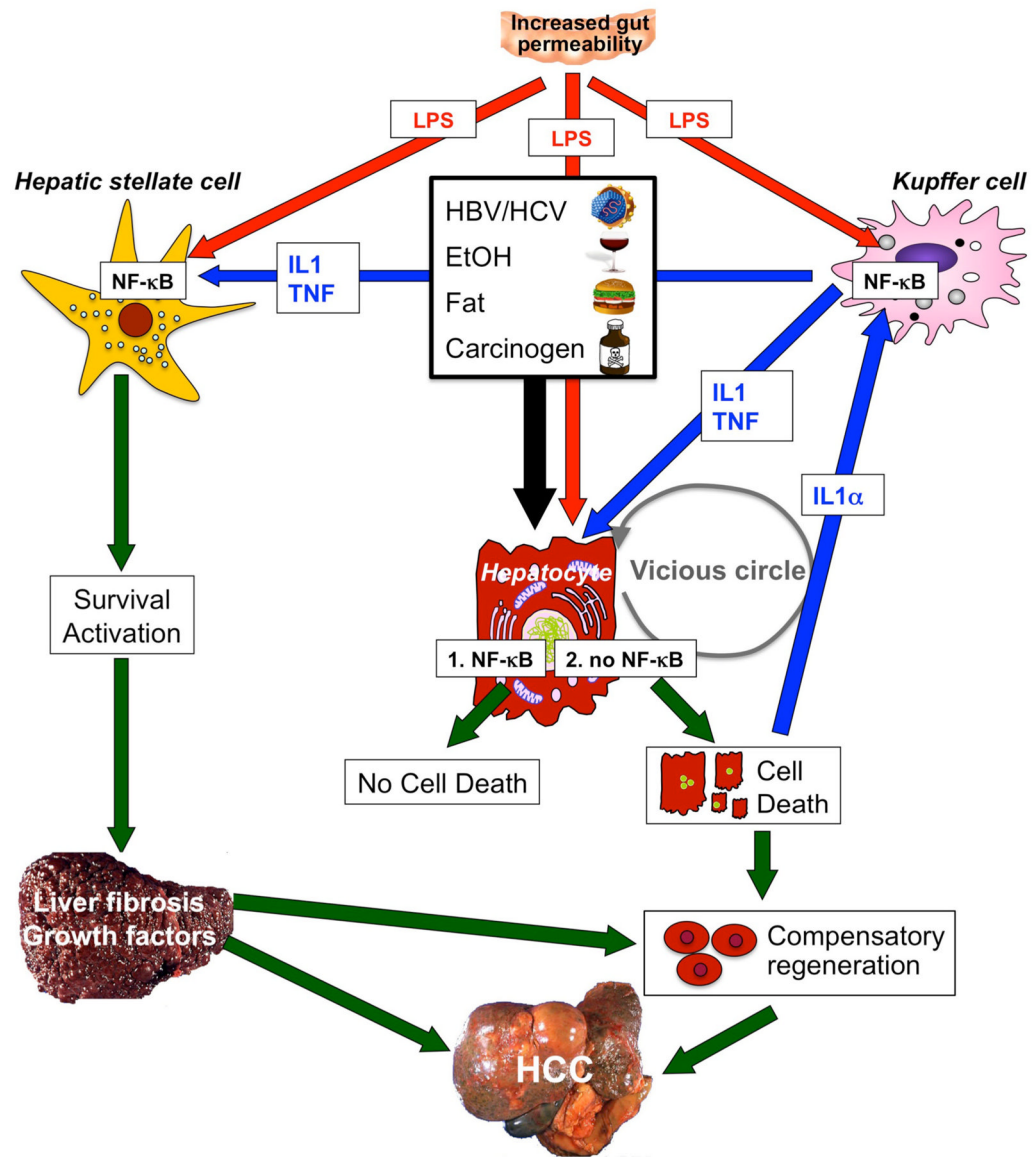 Increased gut
permeability
LPS
LPS
LPS
Hepatic stellate cell
Kupffer cell
HBV/HCV
EtOH
Fat
Carcinogen
NF-κB
IL1
TNF
NF-κB
IL1
TNF
IL1α
Hepatocyte
Vicious circle
Survival
Activation
1. NF-κB
2. no NF-κB
No Cell Death
Cell
Death
Liver fibrosis
Growth factors
Compensatory
regeneration
HCC